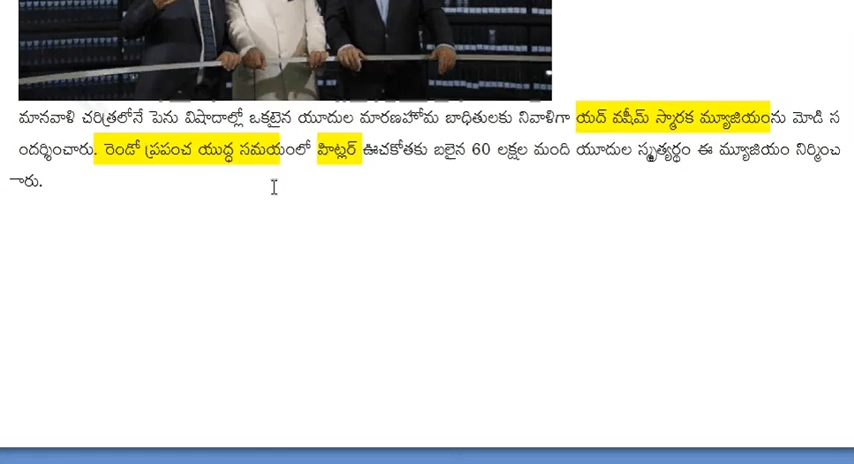 మానవాళి చరిత్రలోనే పెను విషాదాల్లో ఒకటైన యూదుల మారణహోమ బాధితులకు నివాళిగా యద్ వషీమ్ స్మారక మ్యూజియంను మోడి స
ందర్శించారు. రెండో ప్రపంచ యుద్ధ సమయంలో హిట్లర్ ఊచకోతకు బలైన 60 లక్షల మంది యూదుల స్మృత్యర్థం ఈ మ్యూజియం నిర్మించ
ారు.